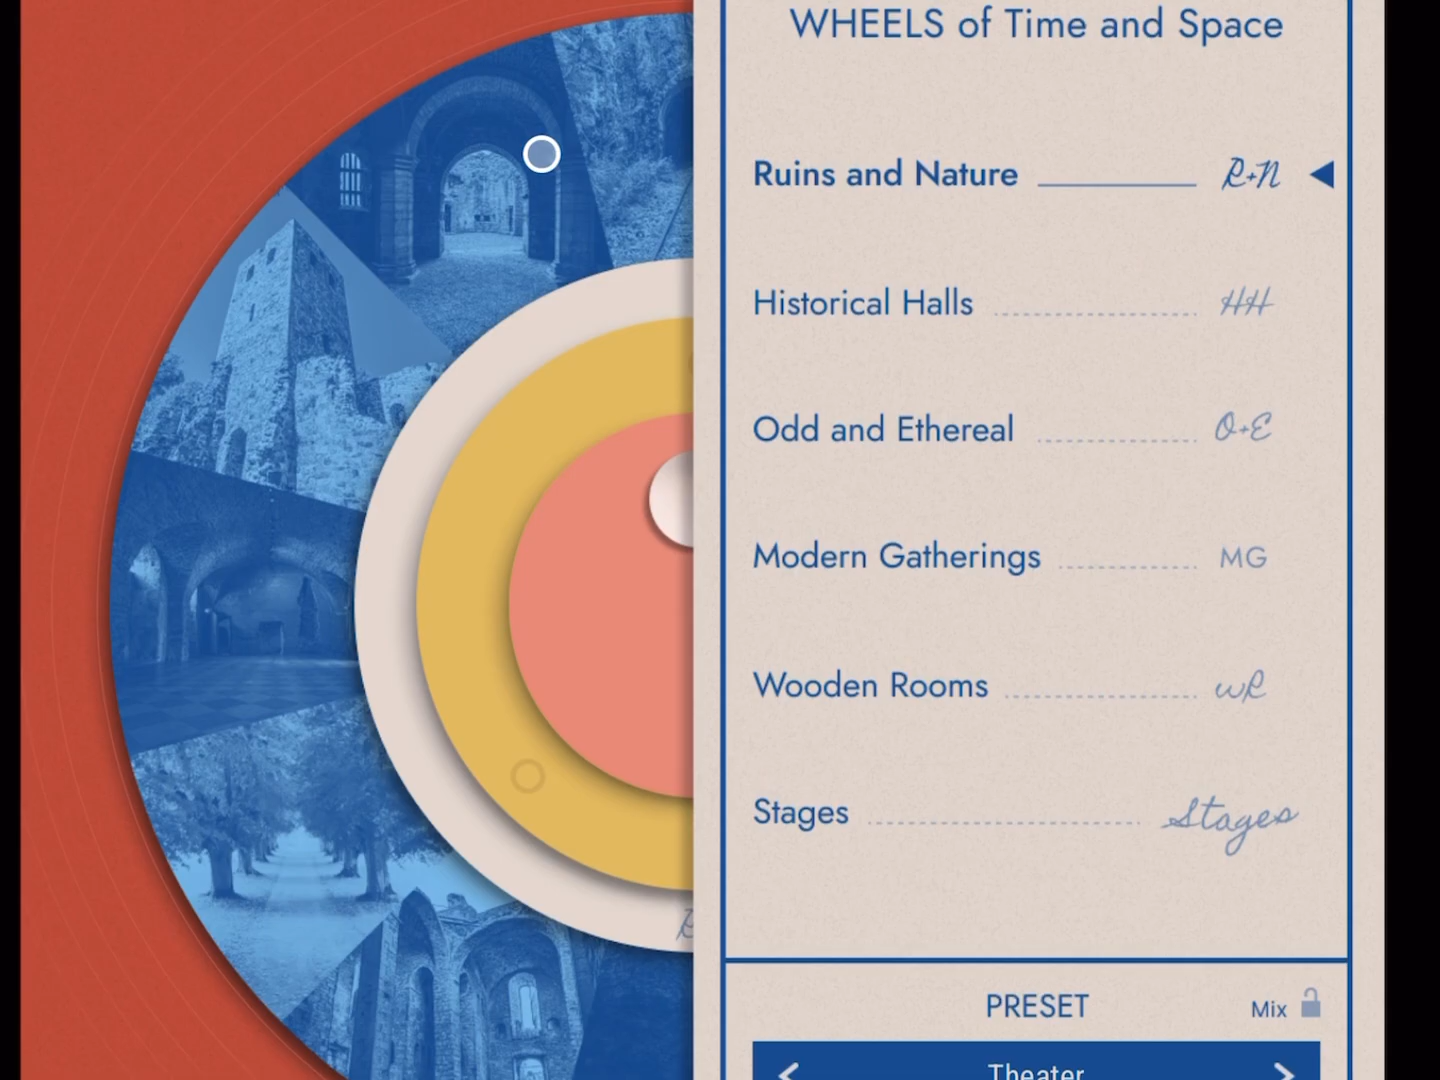 WHEELS of Time and Space
Ruins and Nature R+N
Historical Halls HH
Odd and Ethereal O+E
Modern Gatherings MG
Wooden Rooms WR
Stages Stages
PRESET Mix
Theater